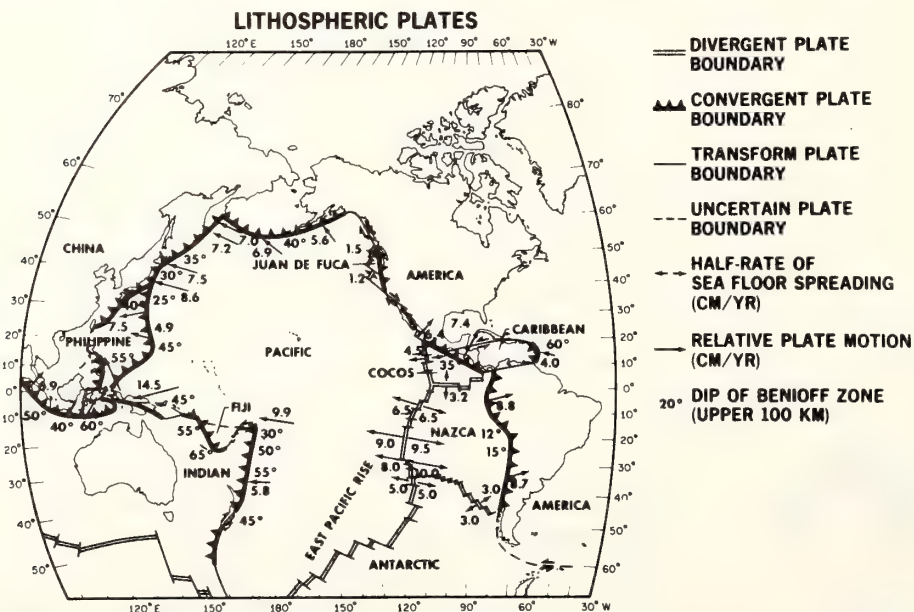 LITHOSPHERIC PLATES
120° E 150° 180° 150° 120° 90° 60° 30° W
70°
80°
60°
70°
50°
60°
40°
50°
30°
40°
20°
30°
10°
20°
0°
10°
10°
0°
20°
10°
30°
20°
40°
30°
50°
40°
50°
60°
120°E 150° 180° 150° 120° 90° 60°
CHINA
7.2
7.0
6.9
40°
5.6
1.5
35°
30°
7.5
JUAN DE FUCA
1.2
AMERICA
40°
25°
8.6
7.5
4.9
PHILIPPINE
55°
45°
PACIFIC
7.4
CARIBBEAN
60°
4.0
4.5
35°
COCOS
3.2
14.5
45°
50°
40°
60°
FIJI
9.9
55°
65°
30°
50°
INDIAN
55°
5.8
45°
6.5
6.5
8.8
NAZCA
12°
9.0
9.5
15°
8.0
5.0
5.0
3.0
3.0
8.7
AMERICA
EAST PACIFIC RISE
ANTARCTIC
DIVERGENT PLATE
BOUNDARY
CONVERGENT PLATE
BOUNDARY
TRANSFORM PLATE
BOUNDARY
UNCERTAIN PLATE
BOUNDARY
HALF-RATE OF
SEA FLOOR SPREADING
(CM/YR)
RELATIVE PLATE MOTION
(CM/YR)
20° DIP OF BENIOFF ZONE
(UPPER 100 KM)